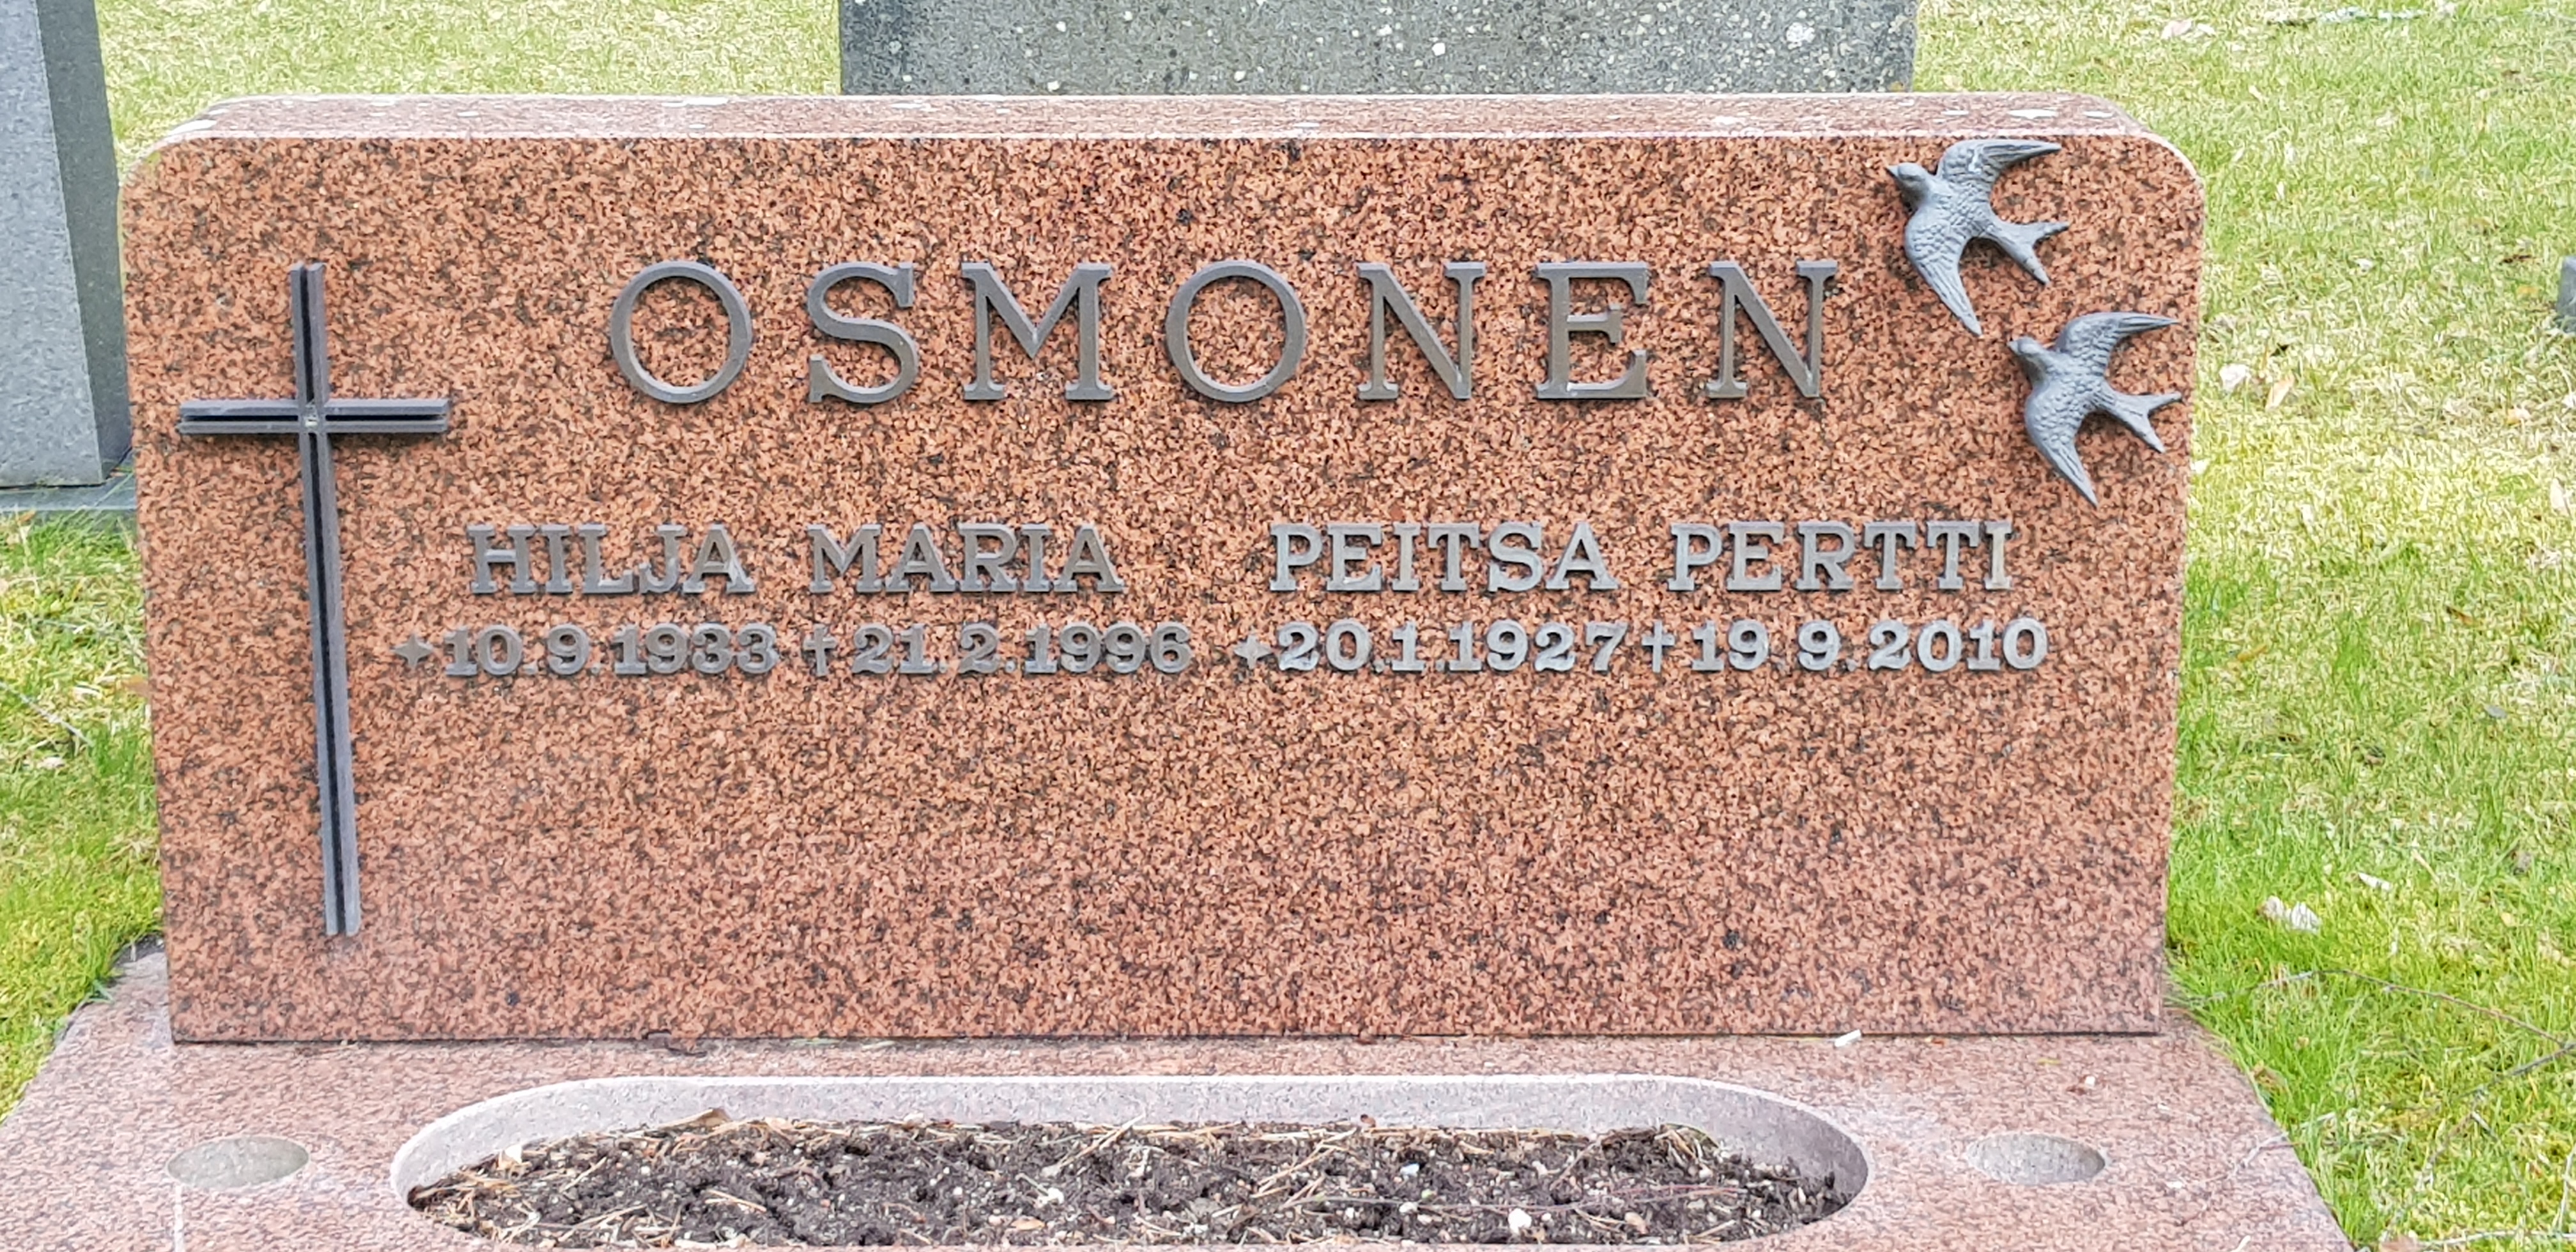 OSMONEN
HILJA MARIA PEITSA PERTTI
+10.9.1933 †21.2.1996 +20.1.1927 †19.9.2010